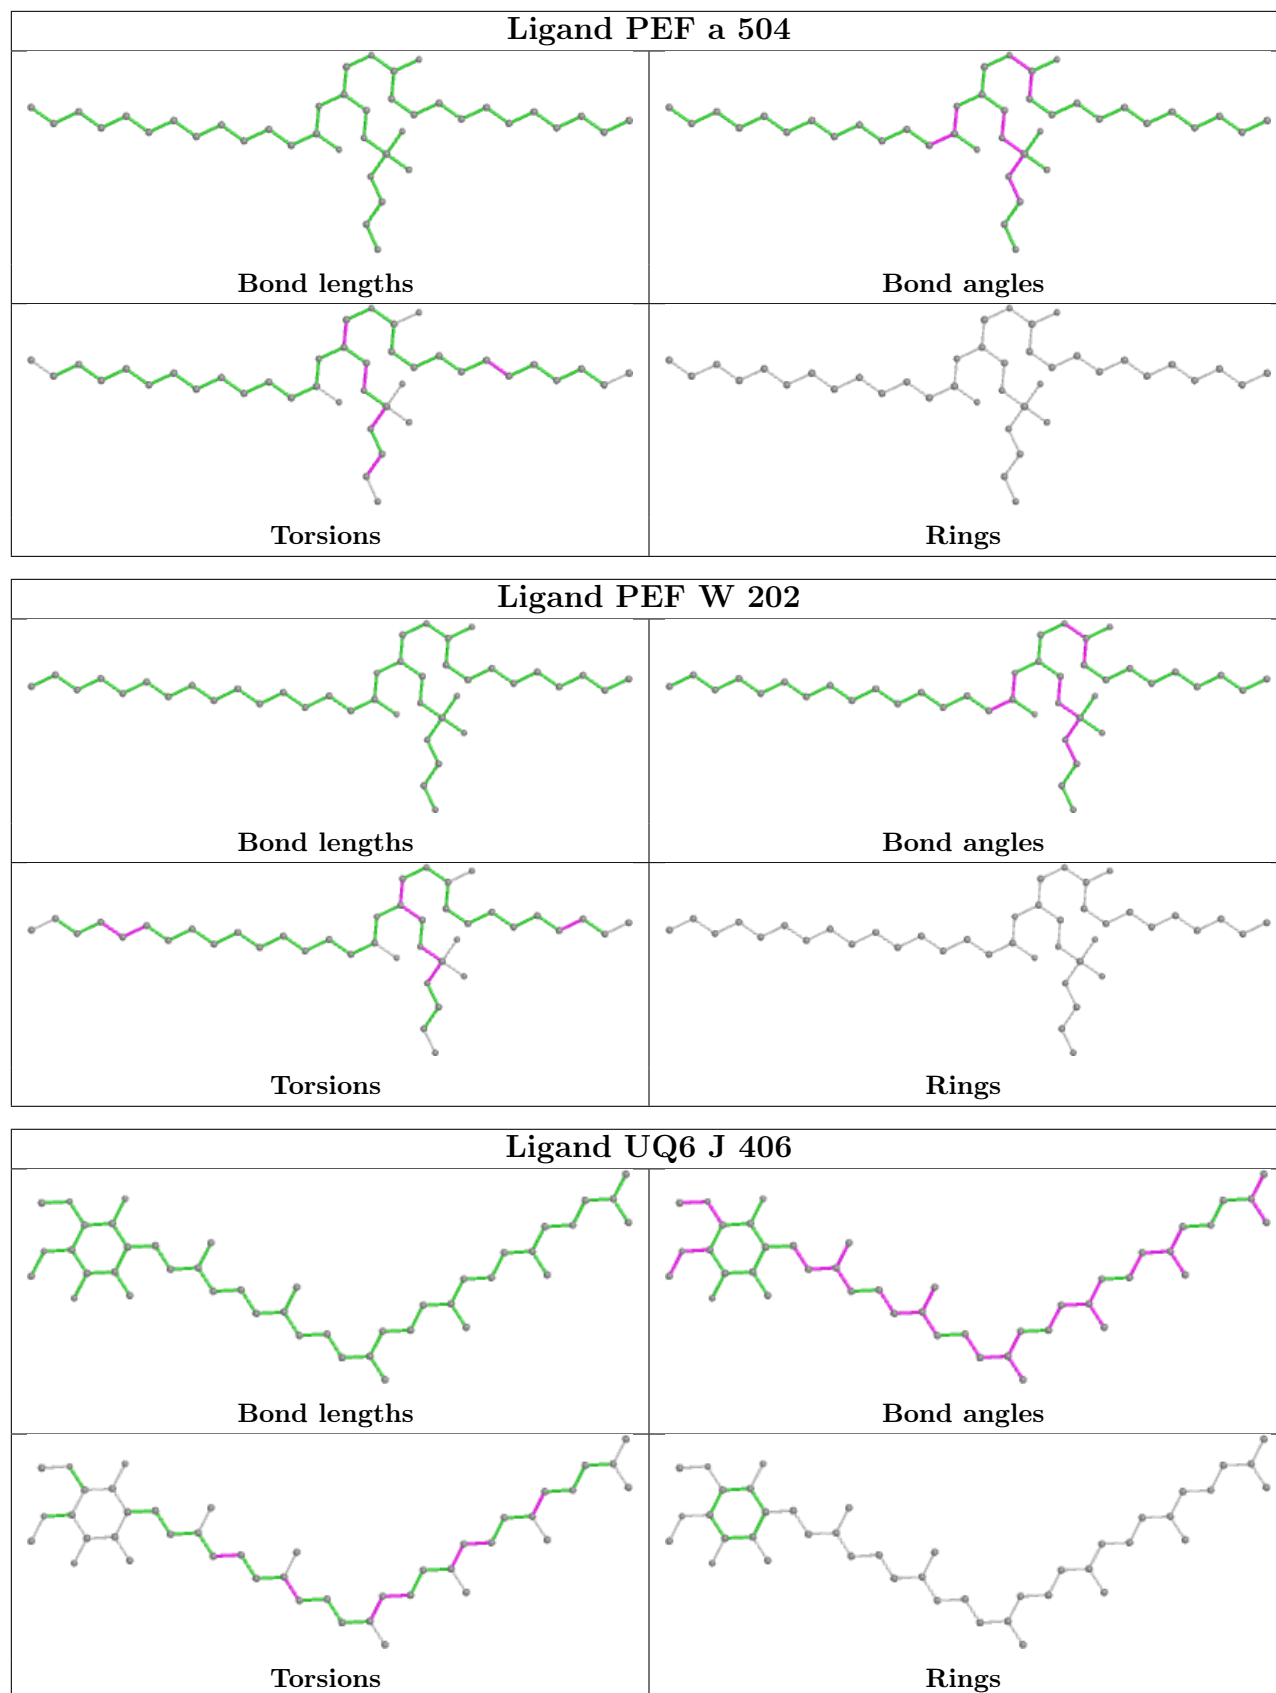 Ligand PEF a 504
Bond lengths
Bond angles
Torsions
Rings
Ligand PEF W 202
Bond lengths
Bond angles
Torsions
Rings
Ligand UQ6 J 406
Bond lengths
Bond angles
Torsions
Rings